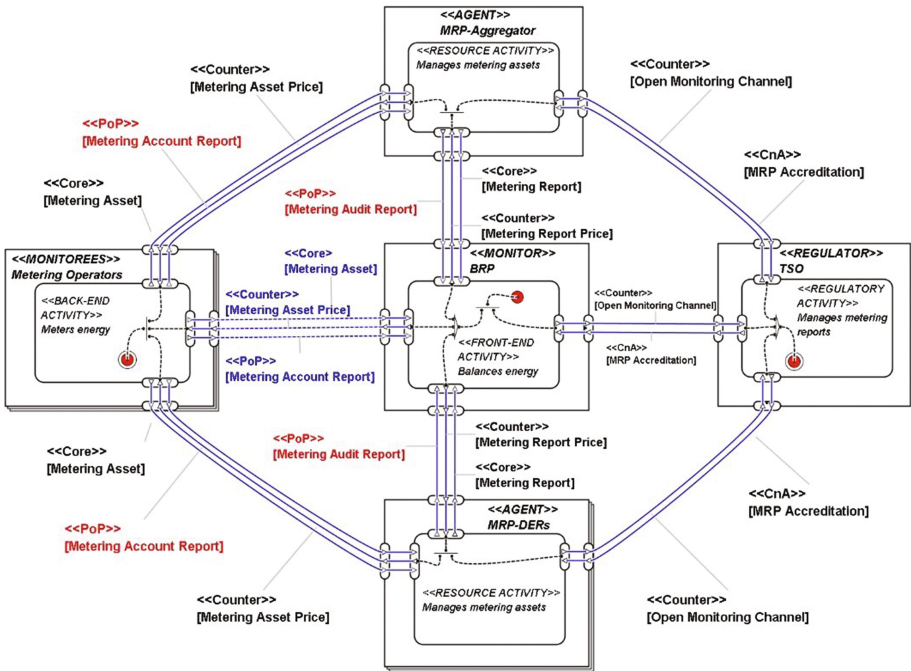 <<AGENT>>
MRP-Aggregator
<<RESOURCE ACTIVITY>>
Manages metering assets
<<Counter>>
[Metering Asset Price]
<<Counter>>
[Open Monitoring Channel]
<<PoP>>
[Metering Account Report]
<<CnA>>
[MRP Accreditation]
<<Core>>
[Metering Asset]
<<Core>>
[Metering Report]
<<PoP>>
[Metering Audit Report]
<<Counter>>
[Metering Report Price]
<<MONITOREES>>
Metering Operators
<<BACK-END
ACTIVITY>>
Meters energy
<<Core>
[Metering Asset]
<<Counter>>
[Metering Asset Price]
<<PoP>>
[Metering Account Report]
<<MONITOR>>
BRP
<<FRONT-END
ACTIVITY>>
Balances energy
<<Counter>>
[Open Monitoring Channel]
<<CnA>>
[MRP Accreditation]
<<REGULATOR>>
TSO
<<REGULATORY
ACTIVITY>>
Manages metering
reports
<<Core>>
[Metering Asset]
<<PoP>>
[Metering Audit Report]
<<Counter>>
[Metering Report Price]
<<Core>>
[Metering Report]
<<CnA>>
[MRP Accreditation]
<<PoP>>
[Metering Account Report]
<<AGENT>>
MRP-DERs
<<RESOURCE ACTIVITY>>
Manages metering assets
<<Counter>>
[Metering Asset Price]
<<Counter>>
[Open Monitoring Channel]